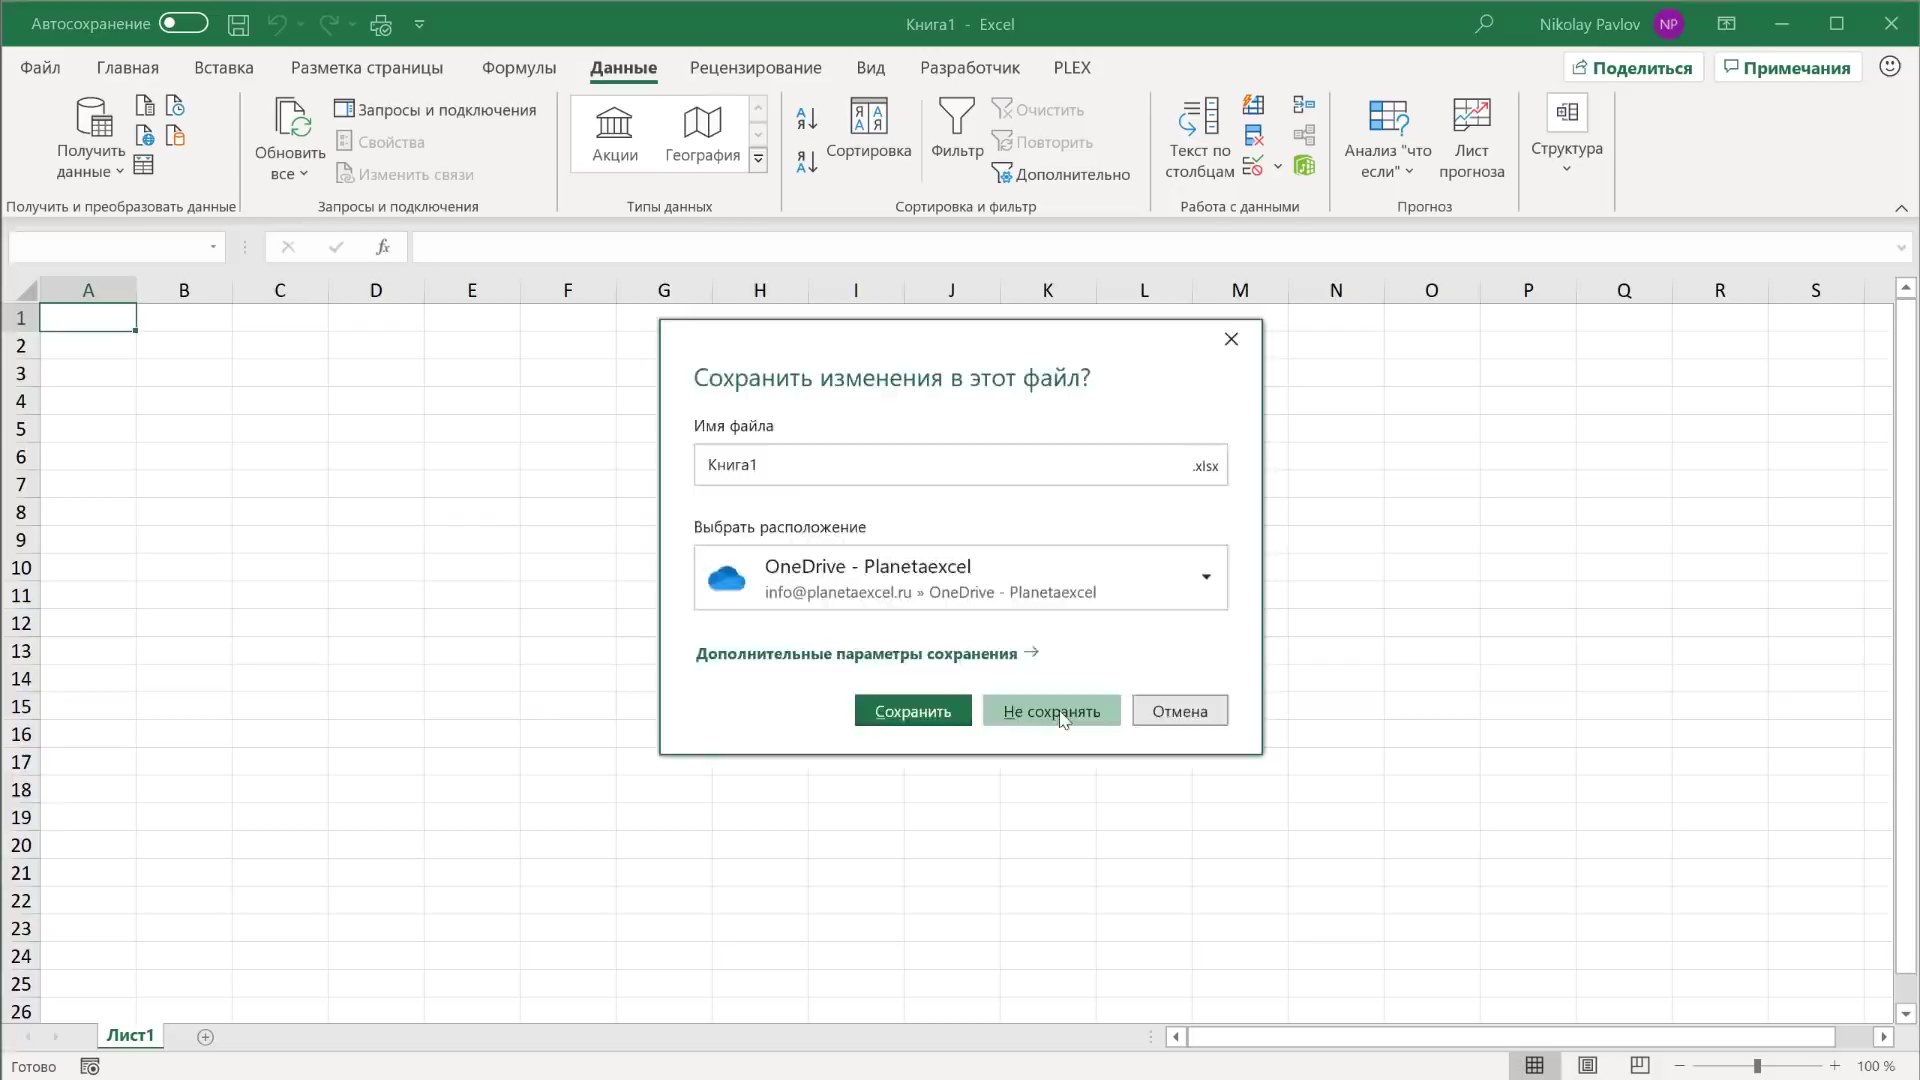 Автосохранение
Книга1 - Excel
Nikolay Pavlov NP
Файл Главная Вставка Разметка страницы Формулы Данные Рецензирование Вид Разработчик PLEX
Поделиться Примечания
Получить данные
Получить и преобразовать данные
Обновить все
Запросы и подключения
Свойства
Изменить связи
Запросы и подключения
Акции География
Типы данных
А Я
Я А
Я А
А Я
Сортировка
Фильтр
Очистить
Повторить
Дополнительно
Сортировка и фильтр
Текст по столбцам
Работа с данными
Анализ "что если"
Лист прогноза
Прогноз
Структура
fx
A B C D E F G H I J K L M N O P Q R S
1
2
3
4
5
6
7
8
9
10
11
12
13
14
15
16
17
18
19
20
21
22
23
24
25
26
Сохранить изменения в этот файл?
Имя файла
Книга1 .xlsx
Выбрать расположение
OneDrive - Planetaexcel
info@planetaexcel.ru » OneDrive - Planetaexcel
Дополнительные параметры сохранения →
Сохранить Не сохранять Отмена
Лист1
Готово
100 %